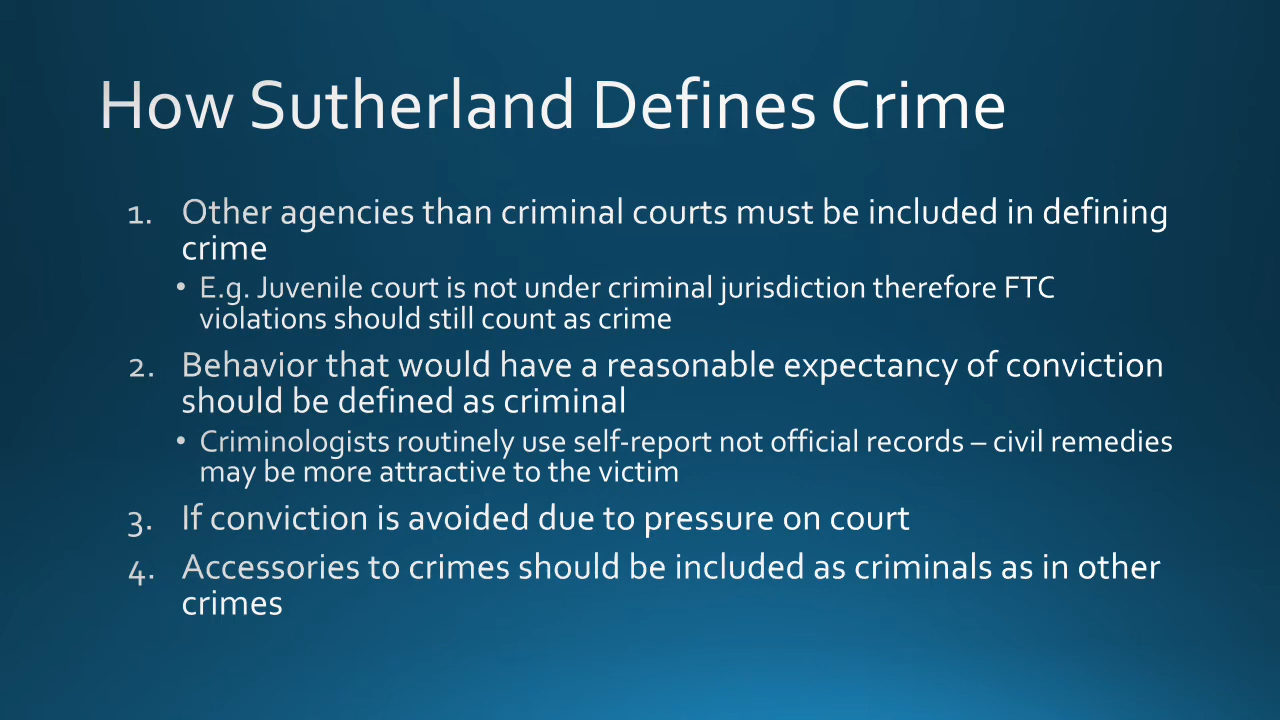 How Sutherland Defines Crime
1. Other agencies than criminal courts must be included in defining
crime
• E.g. Juvenile court is not under criminal jurisdiction therefore FTC
violations should still count as crime
2. Behavior that would have a reasonable expectancy of conviction
should be defined as criminal
• Criminologists routinely use self-report not official records – civil remedies
may be more attractive to the victim
3. If conviction is avoided due to pressure on court
4. Accessories to crimes should be included as criminals as in other
crimes